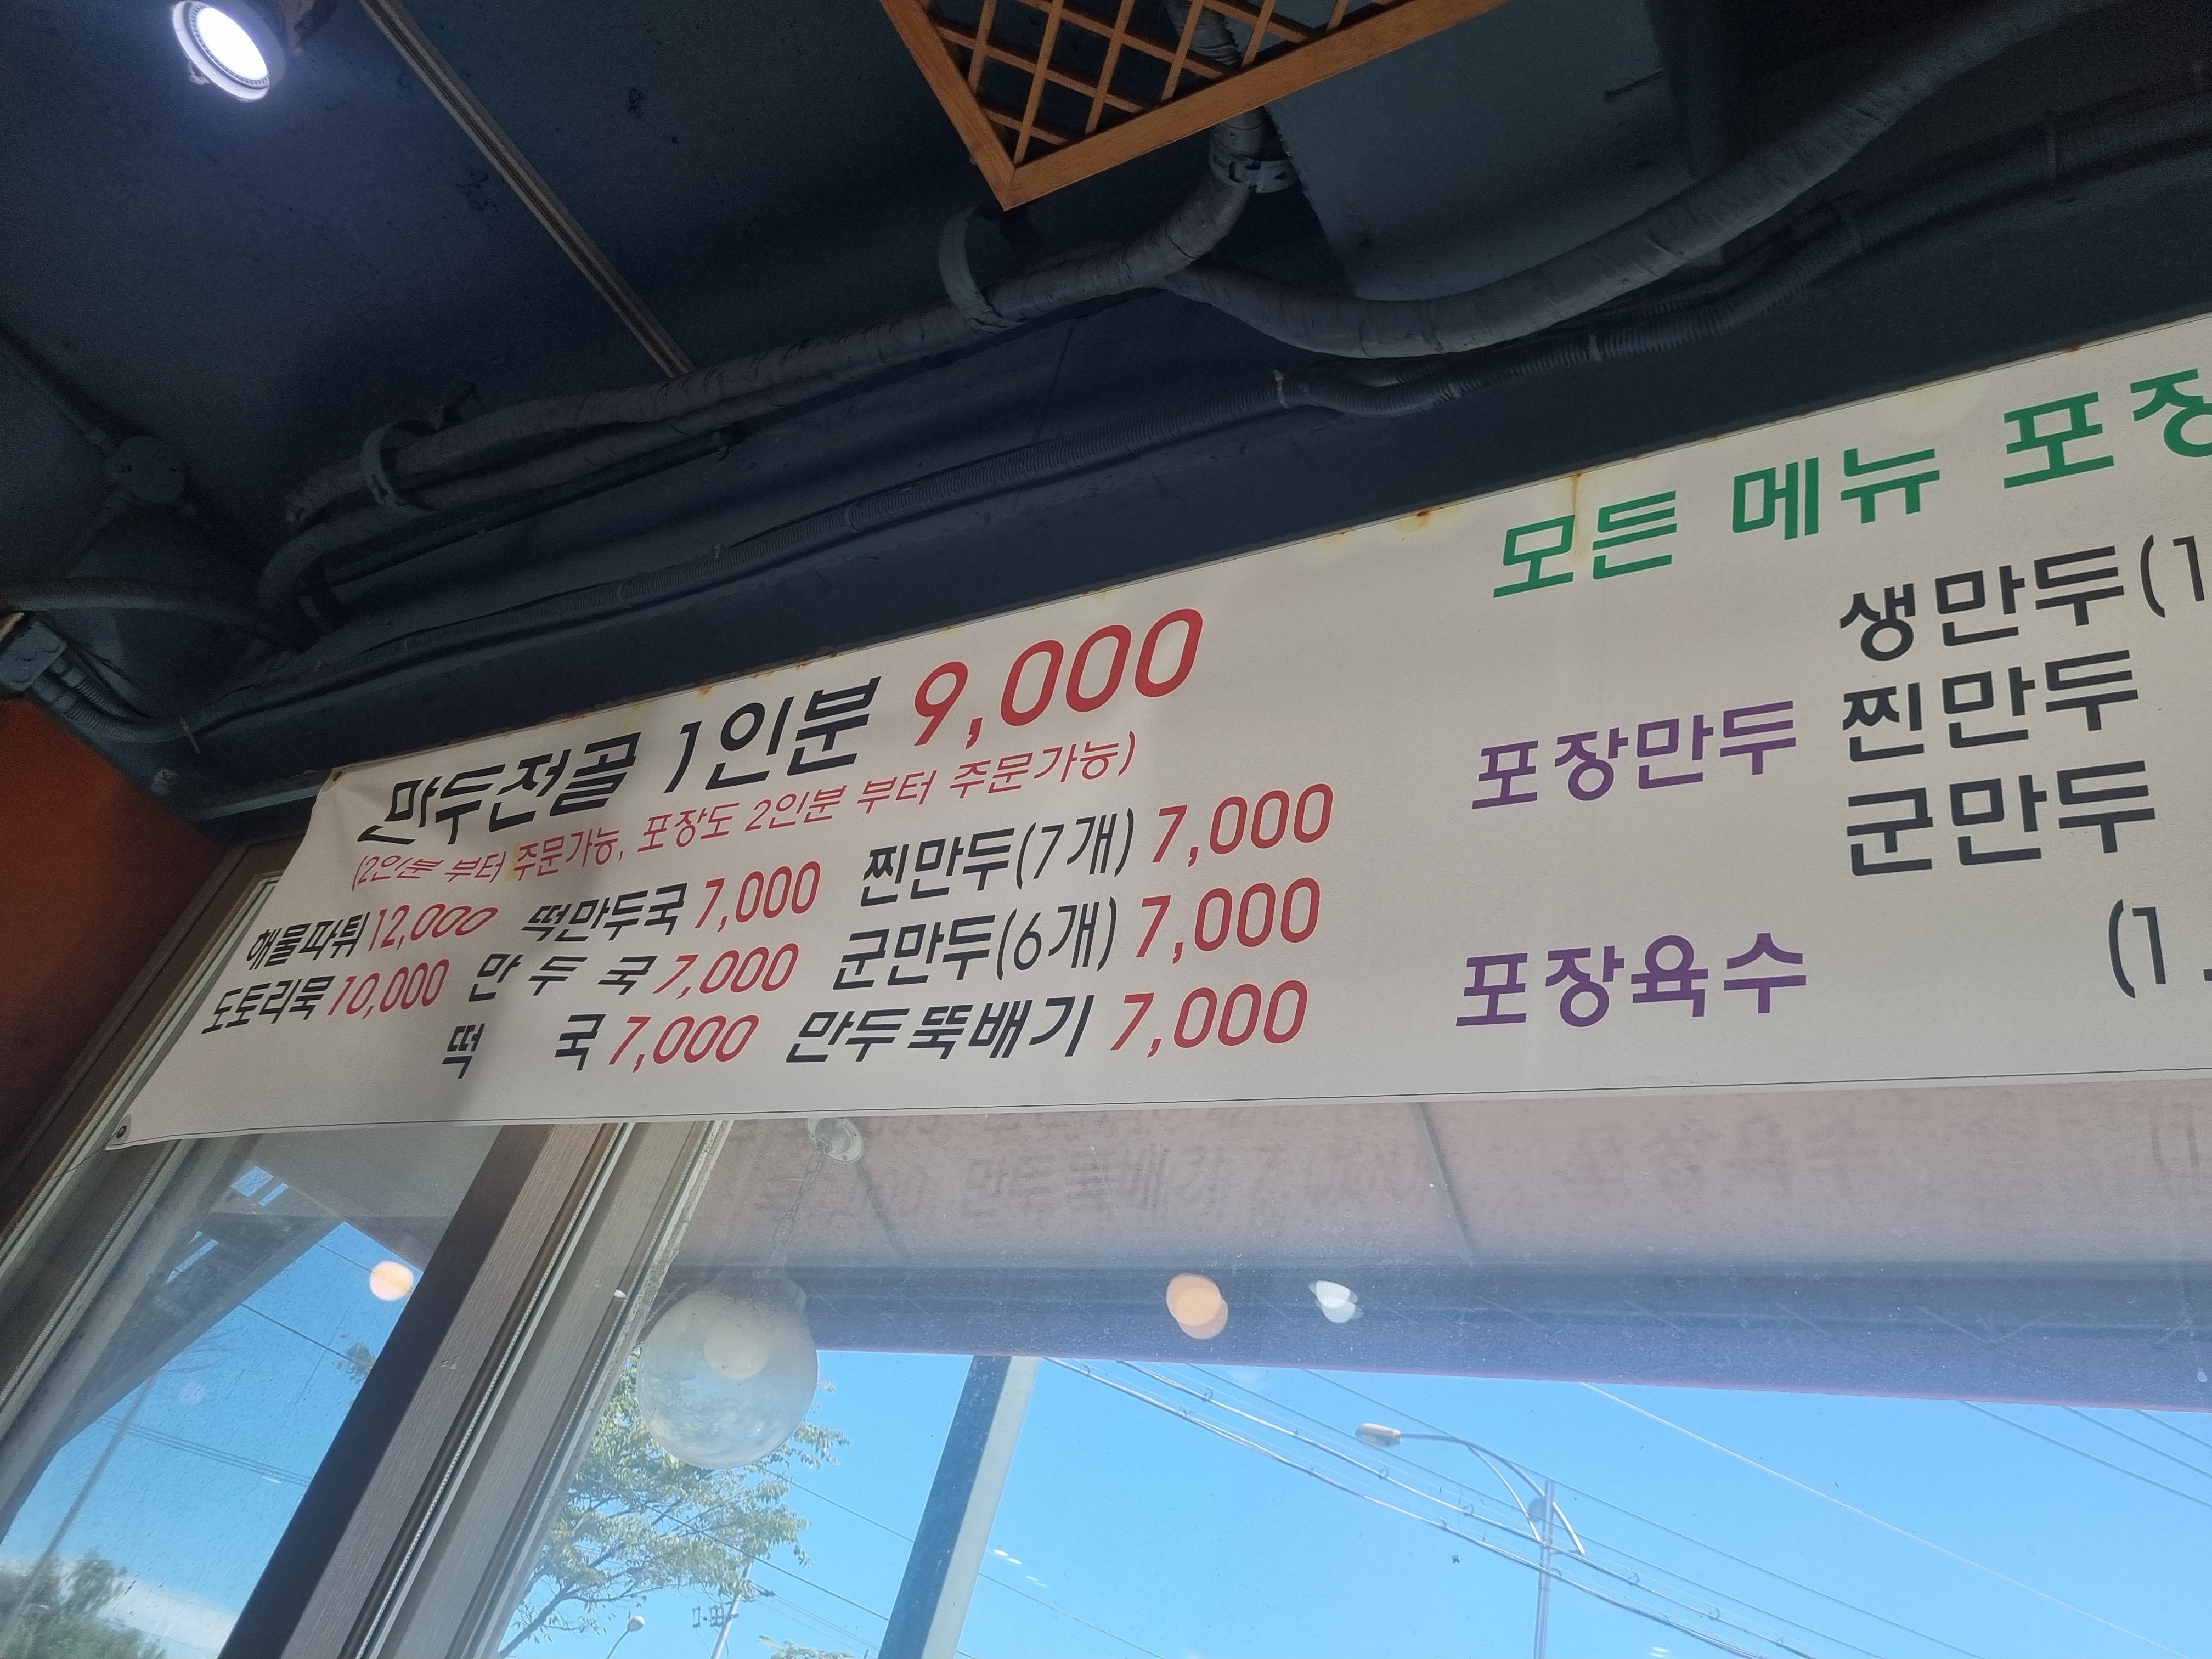 만두전골 1인분 9,000
(2인분 부터 주문가능, 포장도 2인분 부터 주문가능)
해물파튀 12,000 떡만두국 7,000 찐만두(7개) 7,000
도토리묵 10,000 만 두 국 7,000 군만두(6개) 7,000
떡 국 7,000 만두뚝배기 7,000
모든 메뉴 포장
생만두(1
포장만두 찐만두
군만두
포장육수 (1.